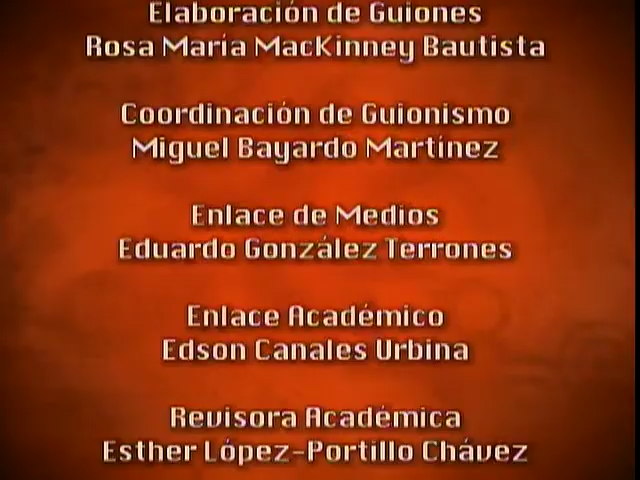 Elaboración de Guiones
Rosa María MacKinney Bautista
Coordinación de Guionismo
Miguel Bayardo Martínez
Enlace de Medios
Eduardo González Terrones
Enlace Académico
Edson Canales Urbina
Revisora Académica
Esther López-Portillo Chávez